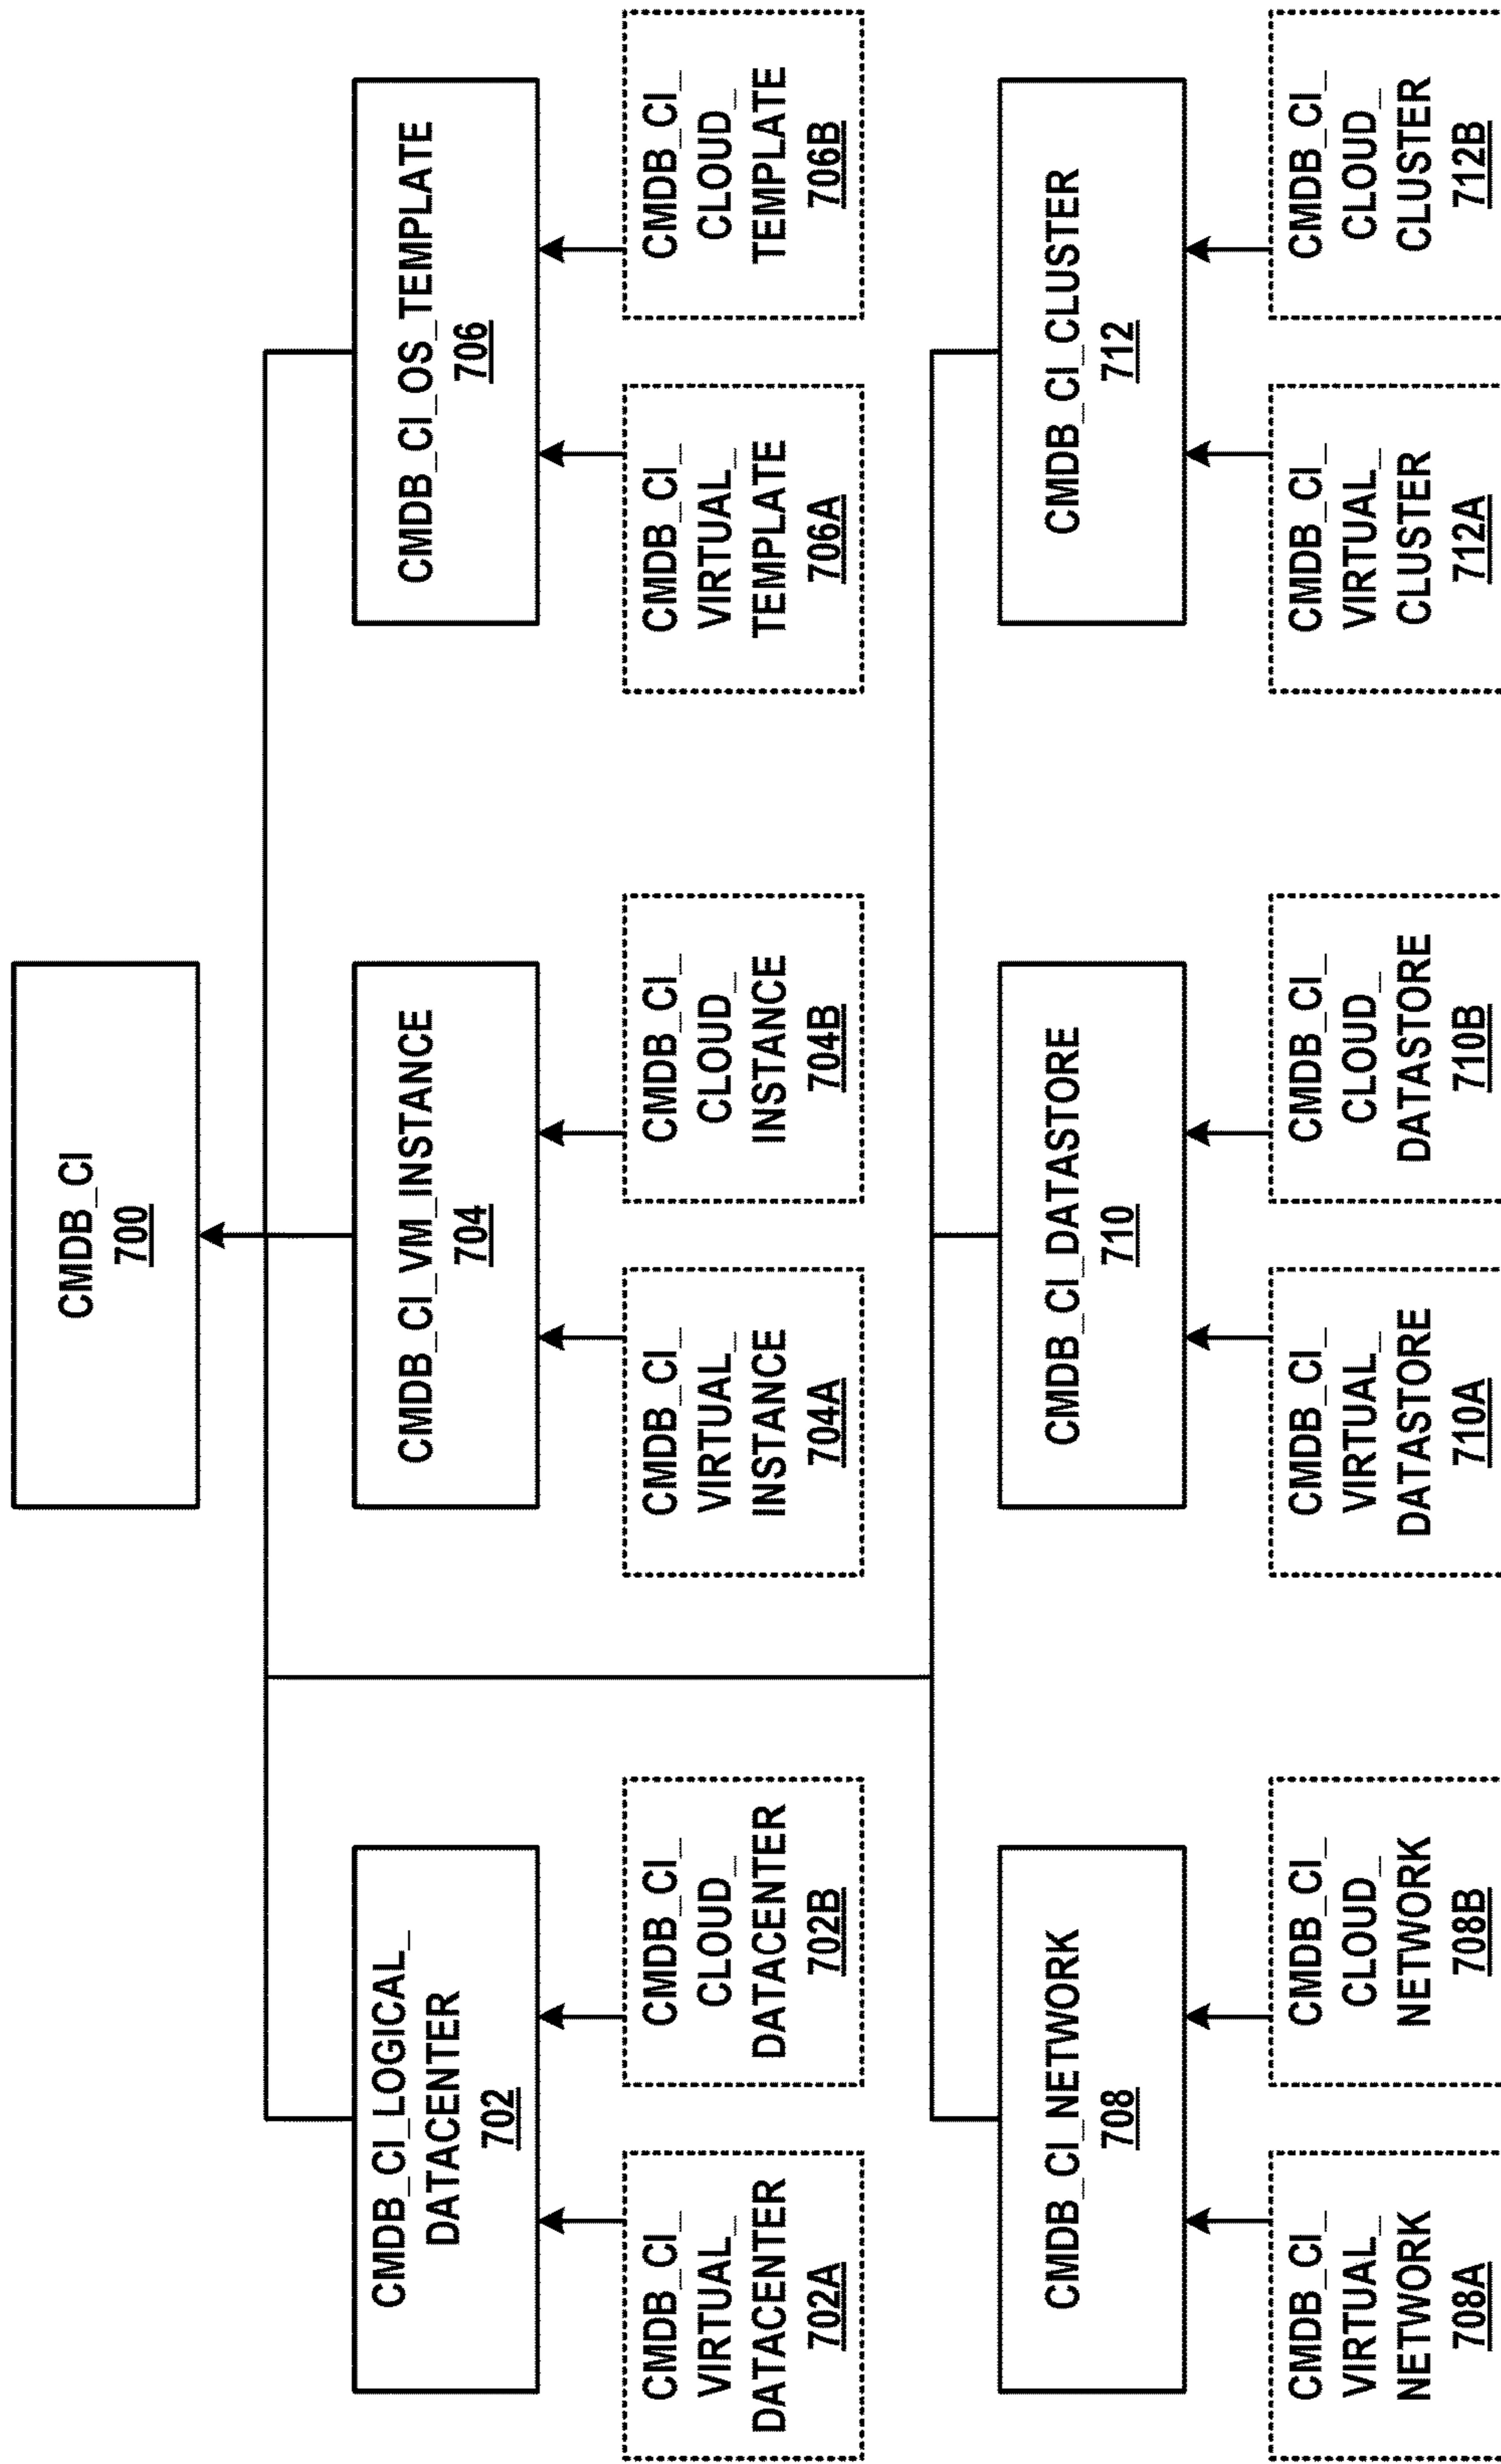 CMDB_CI
700
CMDB_CI_LOGICAL_
DATACENTER
702
CMDB_CI_VM_INSTANCE
704
CMDB_CI_OS_TEMPLATE
706
CMDB_CI_
VIRTUAL_
DATACENTER
702A
CMDB_CI_
CLOUD_
DATACENTER
702B
CMDB_CI_
VIRTUAL_
INSTANCE
704A
CMDB_CI_
CLOUD_
INSTANCE
704B
CMDB_CI_
VIRTUAL_
TEMPLATE
706A
CMDB_CI_
CLOUD_
TEMPLATE
706B
CMDB_CI_NETWORK
708
CMDB_CI_DATASTORE
710
CMDB_CI_CLUSTER
712
CMDB_CI_
VIRTUAL_
NETWORK
708A
CMDB_CI_
CLOUD_
NETWORK
708B
CMDB_CI_
VIRTUAL_
DATASTORE
710A
CMDB_CI_
CLOUD_
DATASTORE
710B
CMDB_CI_
VIRTUAL_
CLUSTER
712A
CMDB_CI_
CLOUD_
CLUSTER
712B